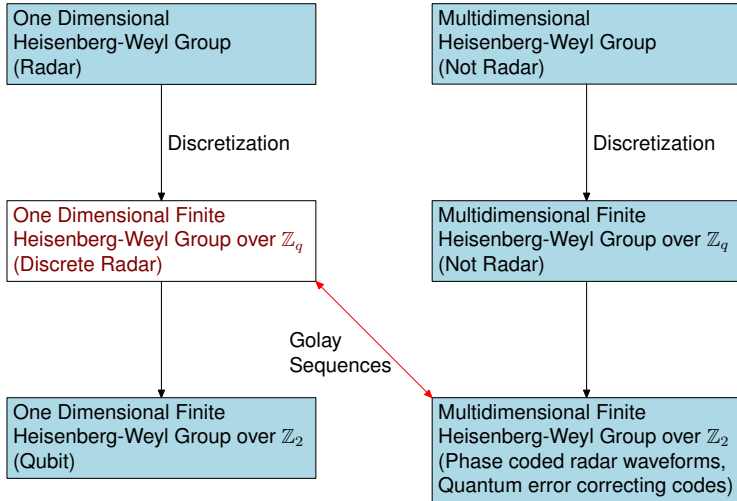 One Dimensional
Heisenberg-Weyl Group
(Radar)
Multidimensional
Heisenberg-Weyl Group
(Not Radar)
Discretization
Discretization
One Dimensional Finite
Heisenberg-Weyl Group over ℤ_q
(Discrete Radar)
Multidimensional Finite
Heisenberg-Weyl Group over ℤ_q
(Not Radar)
Golay
Sequences
One Dimensional Finite
Heisenberg-Weyl Group over ℤ₂
(Qubit)
Multidimensional Finite
Heisenberg-Weyl Group over ℤ₂
(Phase coded radar waveforms,
Quantum error correcting codes)